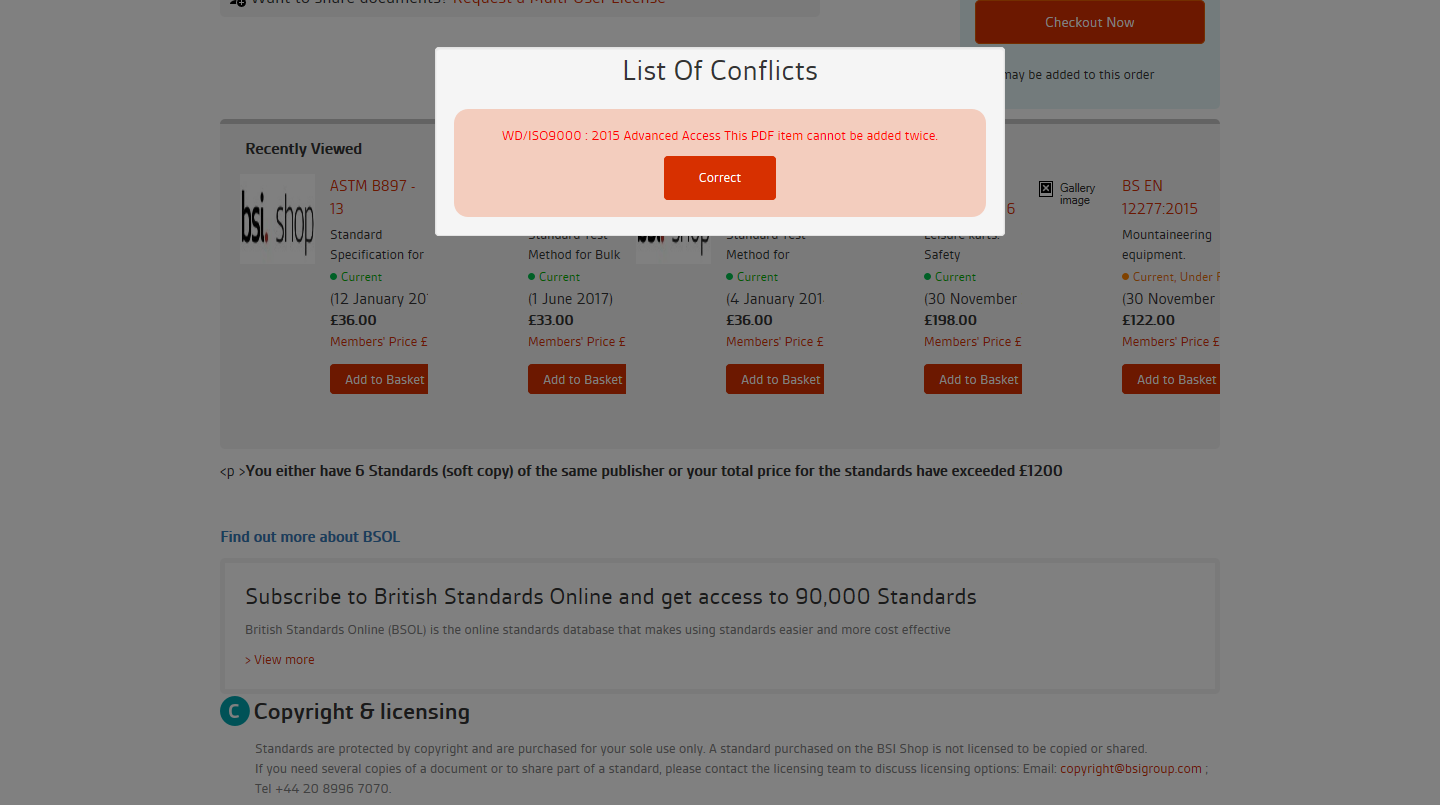 Want to share documents? Request a Multi-User License
Checkout Now
may be added to this order
List Of Conflicts
WD/ISO9000 : 2015 Advanced Access This PDF item cannot be added twice.
Correct
Recently Viewed
bsi. shop
ASTM B897 -
13
Standard
Specification for
Current
(12 January 20
£36.00
Members' Price £
Add to Basket
Standard Test
Method for Bulk
Current
(1 June 2017)
£33.00
Members' Price £
Add to Basket
bsi. shop
Standard Test
Method for
Current
(4 January 201
£36.00
Members' Price £
Add to Basket
6
Leisure karts.
Safety
Current
(30 November
£198.00
Members' Price £
Add to Basket
Gallery
image
BS EN
12277:2015
Mountaineering
equipment.
Current, Under R
(30 November
£122.00
Members' Price £
Add to Basket
<p >You either have 6 Standards (soft copy) of the same publisher or your total price for the standards have exceeded £1200
Find out more about BSOL
Subscribe to British Standards Online and get access to 90,000 Standards
British Standards Online (BSOL) is the online standards database that makes using standards easier and more cost effective
> View more
C Copyright & licensing
Standards are protected by copyright and are purchased for your sole use only. A standard purchased on the BSI Shop is not licensed to be copied or shared.
If you need several copies of a document or to share part of a standard, please contact the licensing team to discuss licensing options: Email: copyright@bsigroup.com ;
Tel +44 20 8996 7070.